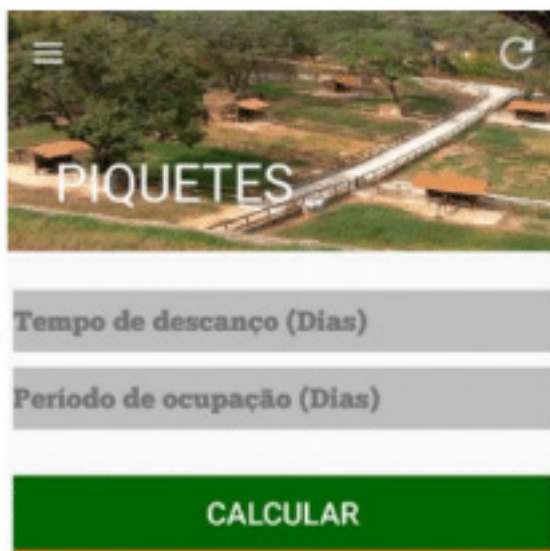 PIQUETES
Tempo de descanço (Dias)
Período de ocupação (Dias)
CALCULAR